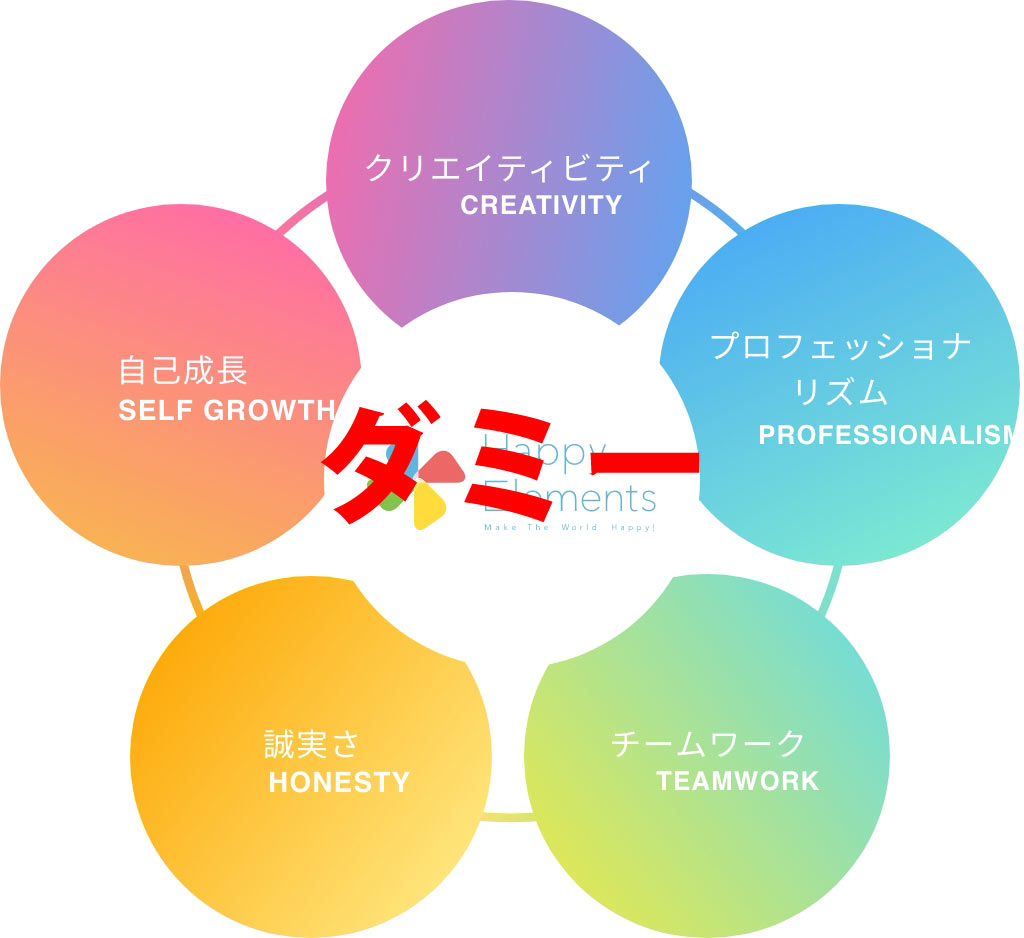 クリエイティビティ
CREATIVITY
プロフェッショナ
リズム
PROFESSIONALISM
自己成長
SELF GROWTH
ダミー
Happy
Elements
Make The World Happy!
誠実さ
HONESTY
チームワーク
TEAMWORK